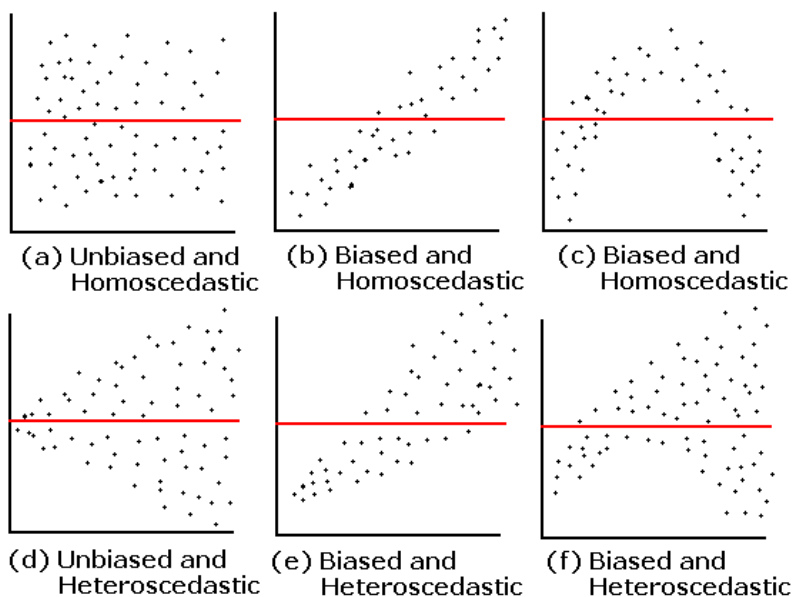 (a) Unbiased and
Homoscedastic
(b) Biased and
Homoscedastic
(c) Biased and
Homoscedastic
(d) Unbiased and
Heteroscedastic
(e) Biased and
Heteroscedastic
(f) Biased and
Heteroscedastic